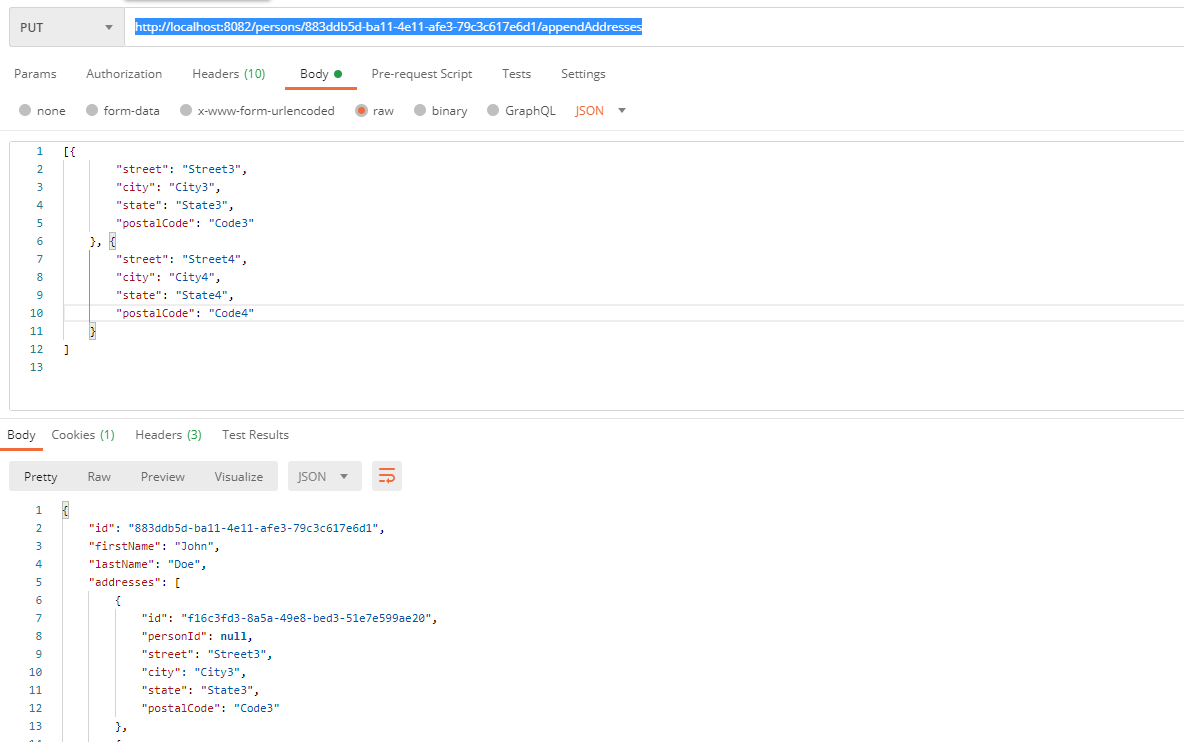 PUT http://localhost:8082/persons/883ddb5d-ba11-4e11-afe3-79c3c617e6d1/appendAddresses
Params Authorization Headers (10) Body Pre-request Script Tests Settings
none form-data x-www-form-urlencoded raw binary GraphQL JSON
1 [{
2 "street": "Street3",
3 "city": "City3",
4 "state": "State3",
5 "postalCode": "Code3"
6 }, {
7 "street": "Street4",
8 "city": "City4",
9 "state": "State4",
10 "postalCode": "Code4"
11 }
12 ]
13
Body Cookies (1) Headers (3) Test Results
Pretty Raw Preview Visualize JSON
1 {
2 "id": "883ddb5d-ba11-4e11-afe3-79c3c617e6d1",
3 "firstName": "John",
4 "lastName": "Doe",
5 "addresses": [
6 {
7 "id": "f16c3fd3-8a5a-49e8-bed3-51e7e599ae20",
8 "personId": null,
9 "street": "Street3",
10 "city": "City3",
11 "state": "State3",
12 "postalCode": "Code3"
13 },